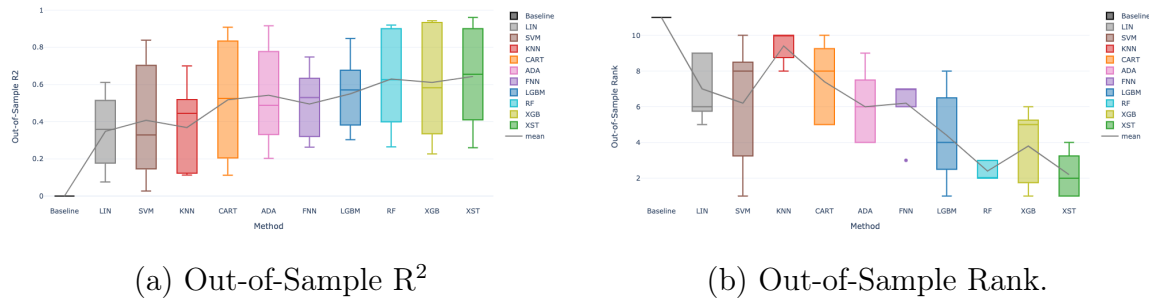 1
0.8
0.6
0.4
0.2
0
Out-of-Sample R2
Baseline LIN SVM KNN CART ADA FNN LGBM RF XGB XST
Method
Baseline
LIN
SVM
KNN
CART
ADA
FNN
LGBM
RF
XGB
XST
mean
(a) Out-of-Sample R²
10
8
6
4
2
Out-of-Sample Rank
Baseline LIN SVM KNN CART ADA FNN LGBM RF XGB XST
Method
Baseline
LIN
SVM
KNN
CART
ADA
FNN
LGBM
RF
XGB
XST
mean
(b) Out-of-Sample Rank.